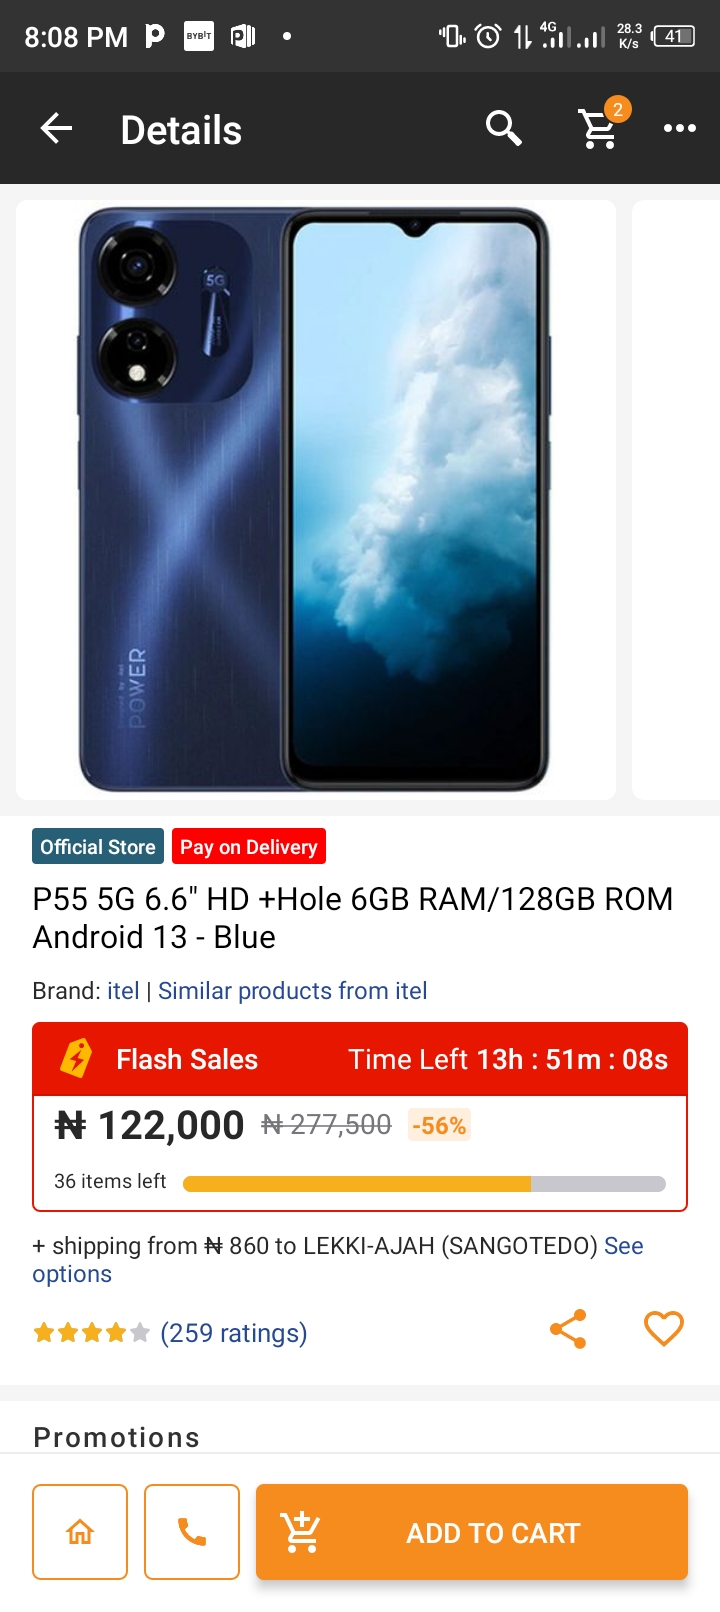 8:08 PM
BYBIT
4G
28.3
K/s
41
Details
2
5G
POWER
Official Store
Pay on Delivery
P55 5G 6.6" HD +Hole 6GB RAM/128GB ROM
Android 13 - Blue
Brand: itel | Similar products from itel
Flash Sales
Time Left 13h : 51m : 08s
₦ 122,000 ₦ 277,500 -56%
36 items left
+ shipping from ₦ 860 to LEKKI-AJAH (SANGOTEDO) See
options
(259 ratings)
Promotions
ADD TO CART